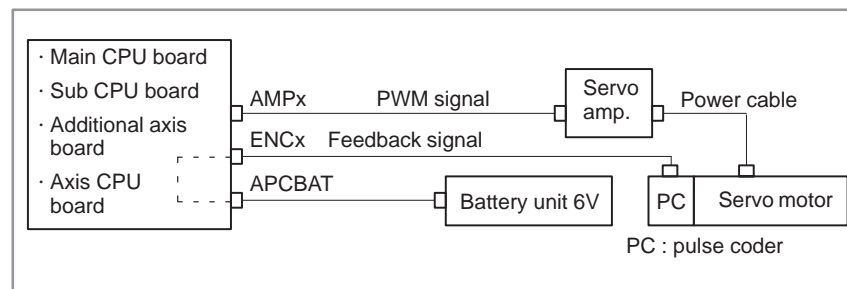 · Main CPU board
· Sub CPU board
· Additional axis
board
· Axis CPU
board
AMPx
PWM signal
Servo
amp.
Power cable
ENCx
Feedback signal
APCBAT
Battery unit 6V
PC
Servo motor
PC : pulse coder